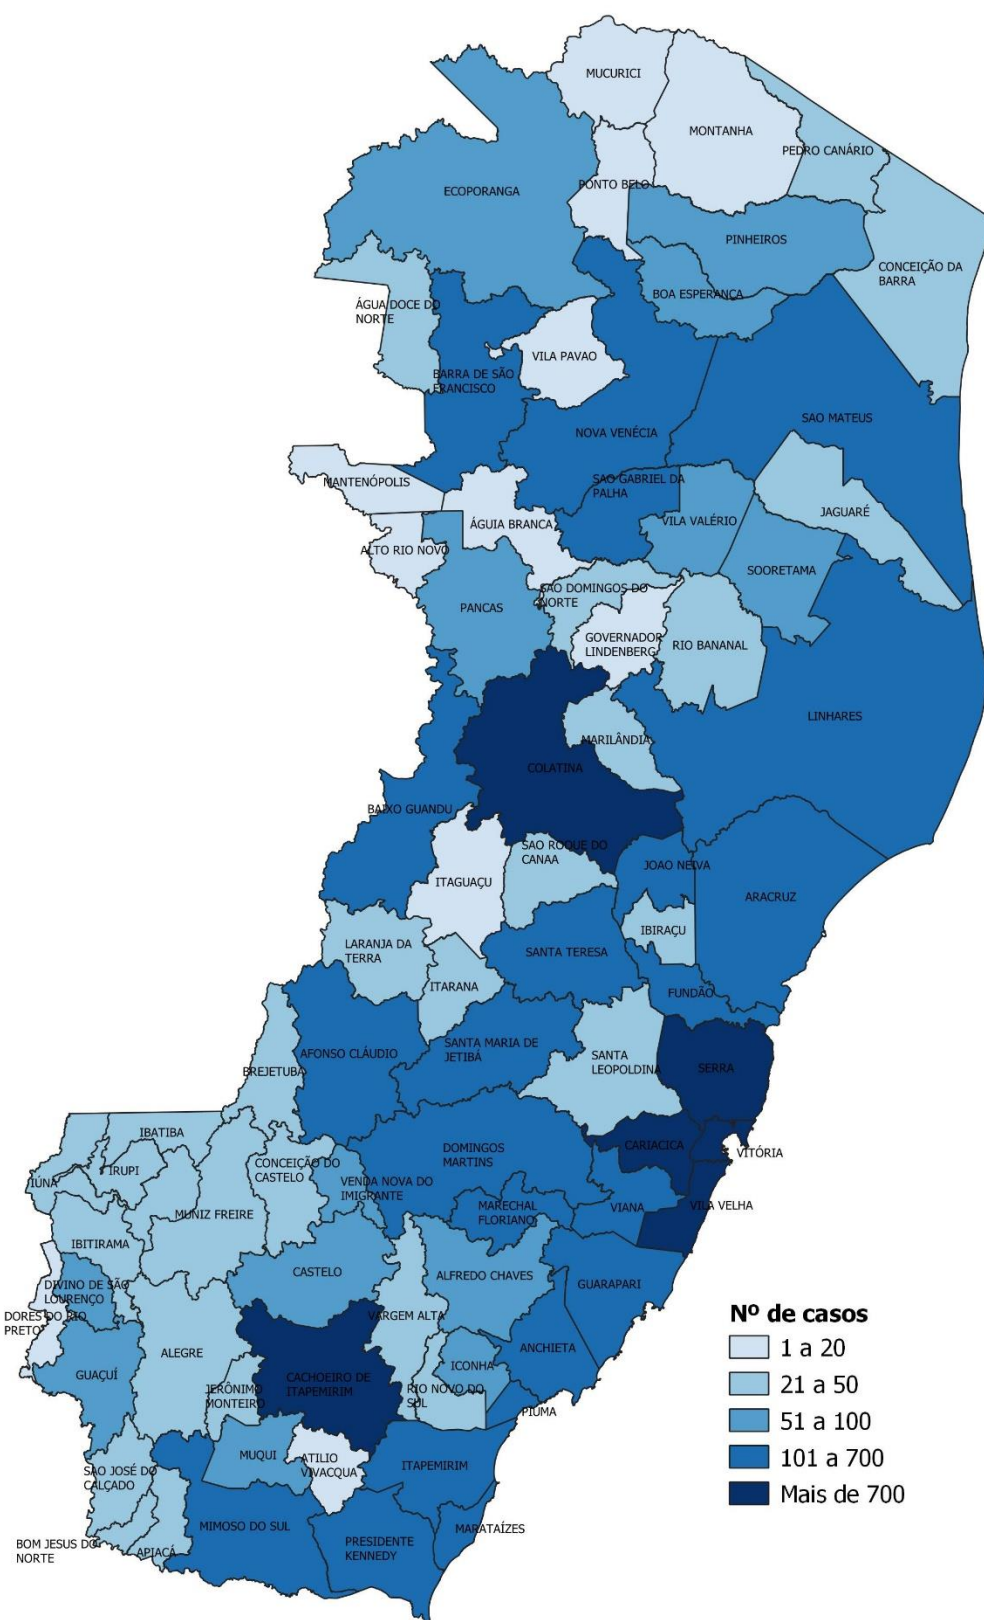 MUCURICI
MONTANHA
PEDRO CANÁRIO
ECOPORANGA
PONTO BELO
PINHEIROS
CONCEIÇÃO DA
BARRA
BOA ESPERANÇA
ÁGUA DOCE DO
NORTE
VILA PAVAO
BARRA DE SÃO
FRANCISCO
SAO MATEUS
NOVA VENÉCIA
MANTENÓPOLIS
SAO GABRIEL DA
PALHA
JAGUARÉ
ÁGUIA BRANCA
VILA VALÉRIO
ALTO RIO NOVO
SOORETAMA
SAO DOMINGOS DO
NORTE
PANCAS
GOVERNADOR
LINDENBERG
RIO BANANAL
LINHARES
MARILÂNDIA
COLATINA
BAIXO GUANDU
SAO ROQUE DO
CANAA
JOAO NEIVA
ITAGUAÇU
ARACRUZ
IBIRAÇU
LARANJA DA
TERRA
SANTA TERESA
ITARANA
FUNDÃO
SANTA MARIA DE
JETIBÁ
AFONSO CLÁUDIO
SANTA
LEOPOLDINA
SERRA
BREJETUBA
IBATIBA
CARIACICA
VITÓRIA
DOMINGOS
MARTINS
CONCEIÇÃO DO
CASTELO
IRUPI
IÚNA
VENDA NOVA DO
IMIGRANTE
MARECHAL
FLORIANO
VIANA
VILA VELHA
MUNIZ FREIRE
IBITIRAMA
CASTELO
ALFREDO CHAVES
GUARAPARI
DIVINO DE SÃO
LOURENÇO
DORES DO RIO
PRETO
VARGEM ALTA
Nº de casos
1 a 20
21 a 50
51 a 100
101 a 700
Mais de 700
ALEGRE
ANCHIETA
GUAÇUÍ
ICONHA
CACHOEIRO DE
ITAPEMIRIM
JERÔNIMO
MONTEIRO
RIO NOVO DO
SUL
PIUMA
MUQUI
ATILIO
VIVACQUA
ITAPEMIRIM
SAO JOSÉ DO
CALÇADO
MIMOSO DO SUL
MARATAÍZES
PRESIDENTE
KENNEDY
BOM JESUS DO
NORTE
APIACÁ